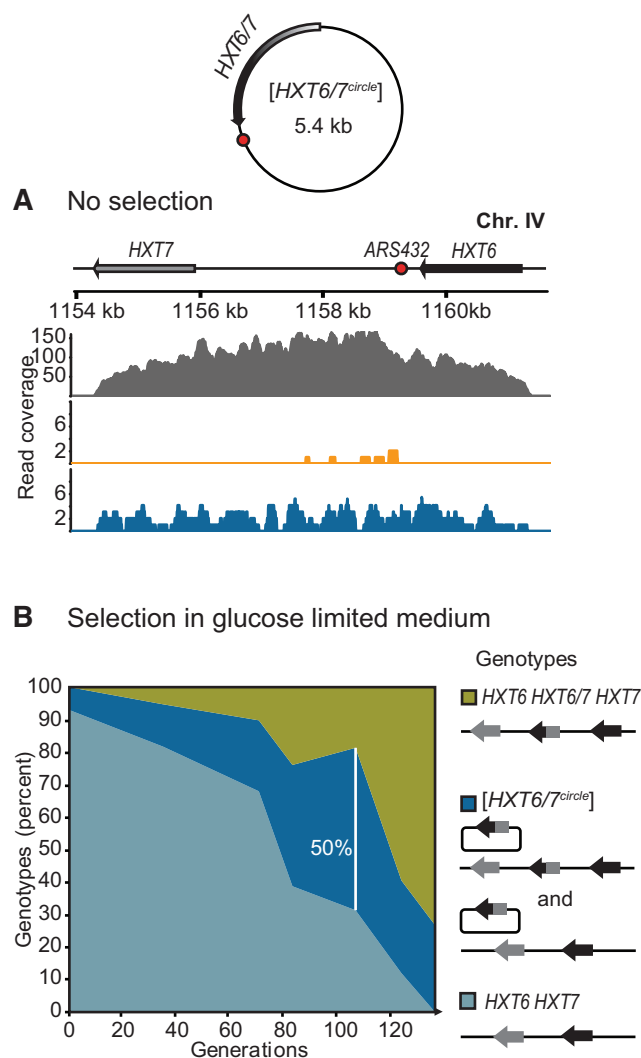 HXT6/7
[HXT6/7circle]
5.4 kb
A No selection
Chr. IV
HXT7 ARS432 HXT6
1154 kb 1156 kb 1158 kb 1160kb
Read coverage
150
100
50
6
2
6
2
B Selection in glucose limited medium
Genotypes (percent)
100
90
80
70
60
50
40
30
20
10
0
50%
0 20 40 60 80 100 120
Generations
Genotypes
HXT6 HXT6/7 HXT7
[HXT6/7circle]
and
HXT6 HXT7